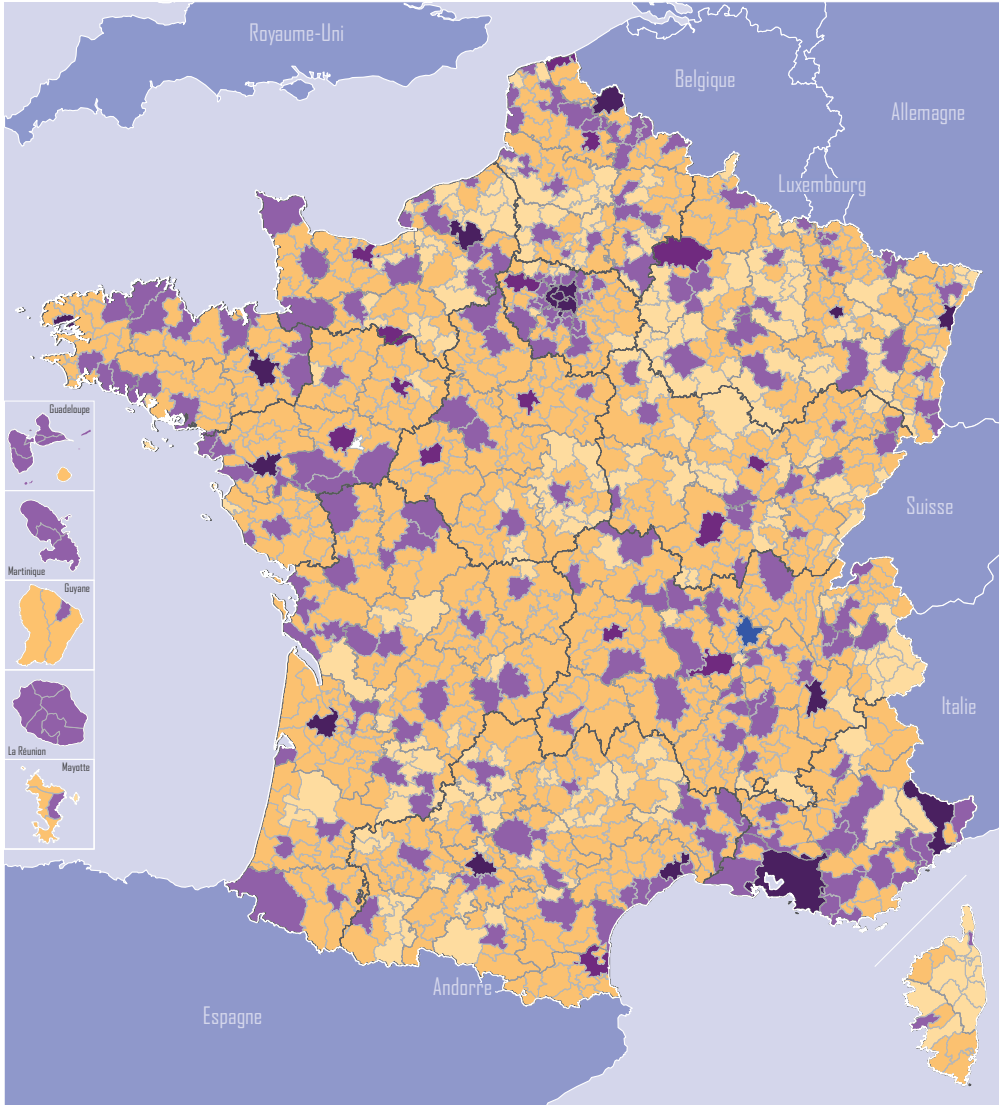 Royaume-Uni
Belgique
Allemagne
Luxembourg
Guadeloupe
Martinique
Suisse
Guyane
La Réunion
Italie
Mayotte
Andorre
Espagne